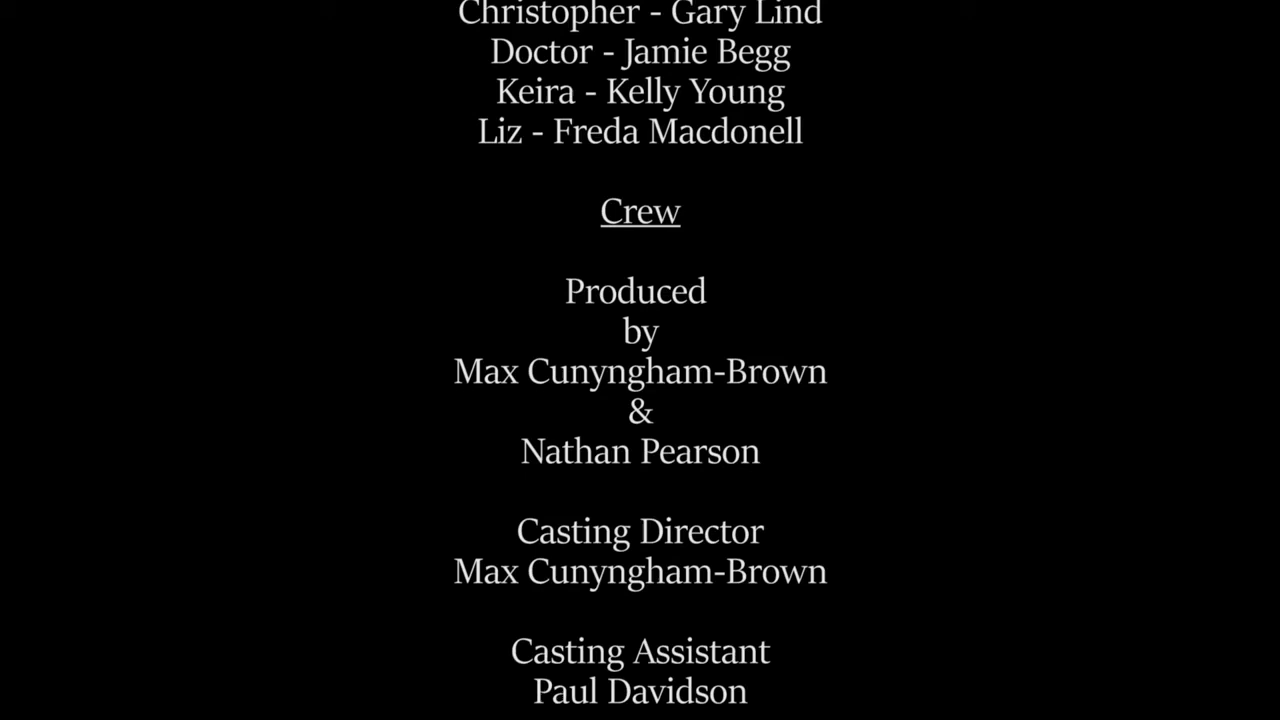 Christopher - Gary Lind
Doctor - Jamie Begg
Keira - Kelly Young
Liz - Freda Macdonell
Crew
Produced
by
Max Cunyngham-Brown
&
Nathan Pearson
Casting Director
Max Cunyngham-Brown
Casting Assistant
Paul Davidson